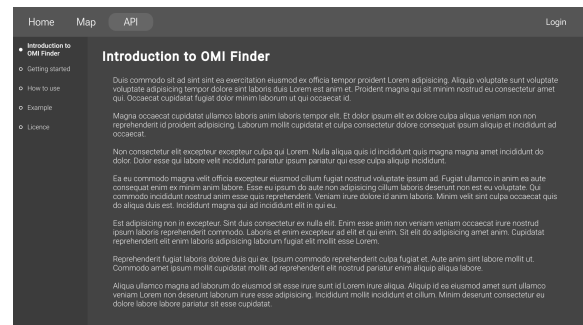 Home Map API Login
Introduction to
OMI Finder
Getting started
How to use
Example
Licence
Introduction to OMI Finder
Duis commodo sit ad sint sint ea exercitation eiusmod ex officia tempor proident Lorem adipisicing. Aliquip voluptate sunt voluptate
voluptate adipisicing tempor dolore sint laboris duis Lorem est anim et. Proident magna qui sit minim nostrud eu consectetur amet
qui. Occaecat cupidatat fugiat dolor minim laborum ut qui occaecat id.
Magna occaecat cupidatat ullamco laboris anim laboris tempor elit. Et dolor ipsum elit ex dolore culpa aliqua veniam non non
reprehenderit id proident adipisicing. Laborum mollit cupidatat et culpa consectetur dolore consequat ipsum aliquip et incididunt ad
occaecat.
Non consectetur elit excepteur excepteur culpa qui Lorem. Nulla aliqua quis id incididunt quis magna magna amet incididunt do
dolor. Dolor esse qui labore velit incididunt pariatur ipsum pariatur qui esse culpa aliquip incididunt.
Ea eu commodo magna velit officia excepteur eiusmod cillum fugiat nostrud voluptate ipsum ad. Fugiat ullamco in anim ea aute
consequat enim ex minim anim labore. Esse eu ipsum do aute non adipisicing cillum laboris deserunt non est eu voluptate. Qui
commodo incididunt nostrud anim esse quis reprehenderit. Veniam irure dolore id anim laboris. Minim velit sint culpa occaecat quis
do aliqua duis est. Incididunt magna qui ad incididunt elit in qui eu.
Est adipisicing non in excepteur. Sint duis consectetur ex nulla elit. Enim esse anim non veniam veniam occaecat irure nostrud
ipsum laboris reprehenderit commodo. Laboris et enim excepteur ad elit et qui enim. Sit elit do adipisicing amet anim. Cupidatat
reprehenderit elit enim laboris adipisicing laborum fugiat elit mollit esse Lorem.
Reprehenderit fugiat laboris dolore duis qui ex. Ipsum commodo reprehenderit culpa fugiat et. Aute anim sint labore mollit ut.
Commodo amet ipsum mollit cupidatat mollit ad reprehenderit elit nostrud pariatur enim aliquip aliqua labore.
Aliqua ullamco magna ad laborum do eiusmod sit esse irure sunt id Lorem irure aliqua. Aliquip id ea eiusmod amet sunt ullamco
veniam Lorem non deserunt laborum irure esse adipisicing. Incididunt mollit incididunt et cillum. Minim deserunt consectetur eu
dolore labore labore pariatur sit esse cupidatat.